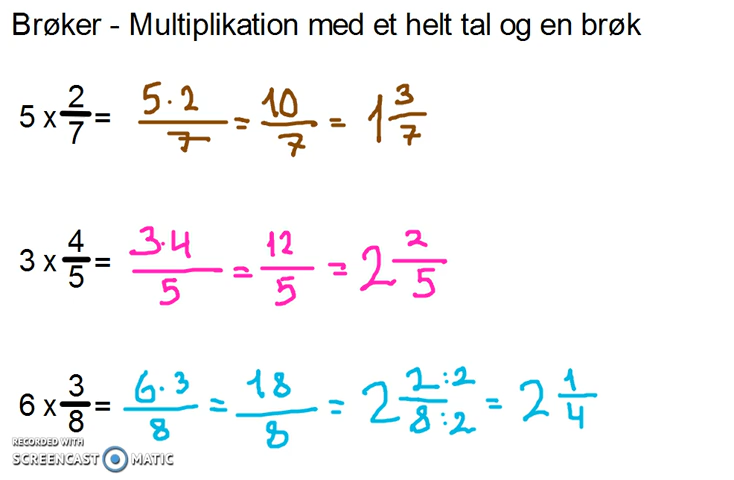 Brøker - Multiplikation med et helt tal og en brøk
5 x 2/7 = 5·2/7 = 10/7 = 1 3/7
3 x 4/5 = 3·4/5 = 12/5 = 2 2/5
6 x 3/8 = 6·3/8 = 18/8 = 2 2:2/8:2 = 2 1/4
RECORDED WITH
SCREENCAST O MATIC